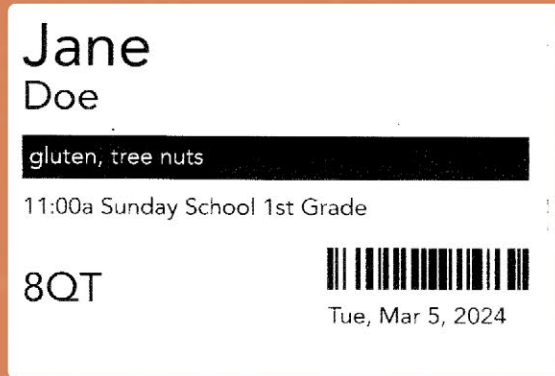 Jane
Doe
gluten, tree nuts
11:00a Sunday School 1st Grade
8QT
Tue, Mar 5, 2024